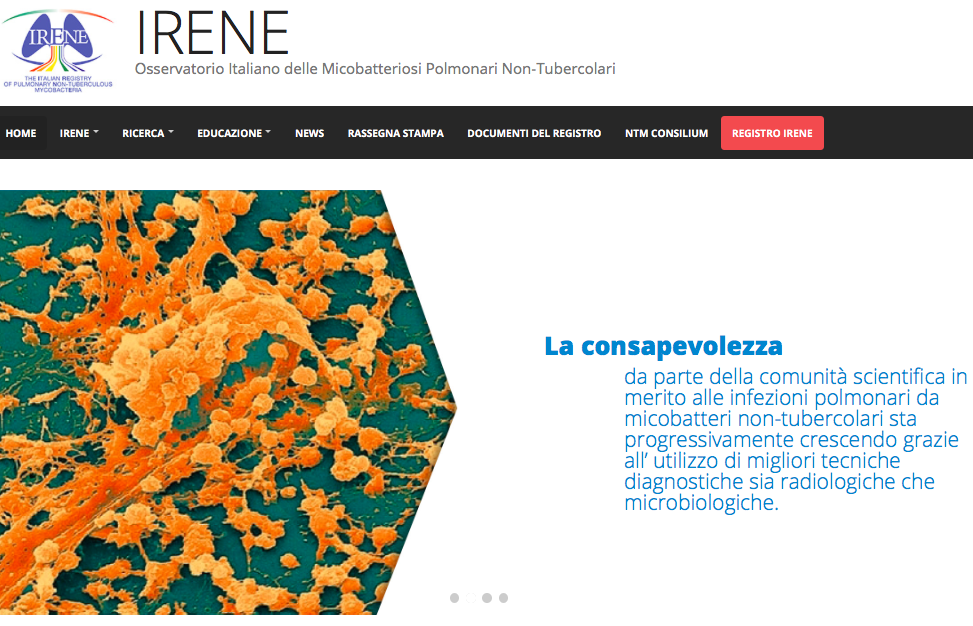 IRENE
THE ITALIAN REGISTRY
OF PULMONARY NON-TUBERCULOUS
MYCOBACTERIA
IRENE
Osservatorio Italiano delle Micobatteriosi Polmonari Non-Tubercolari
HOME IRENE RICERCA EDUCAZIONE NEWS RASSEGNA STAMPA DOCUMENTI DEL REGISTRO NTM CONSILIUM REGISTRO IRENE
La consapevolezza
da parte della comunità scientifica in
merito alle infezioni polmonari da
micobatteri non-tubercolari sta
progressivamente crescendo grazie
all' utilizzo di migliori tecniche
diagnostiche sia radiologiche che
microbiologiche.